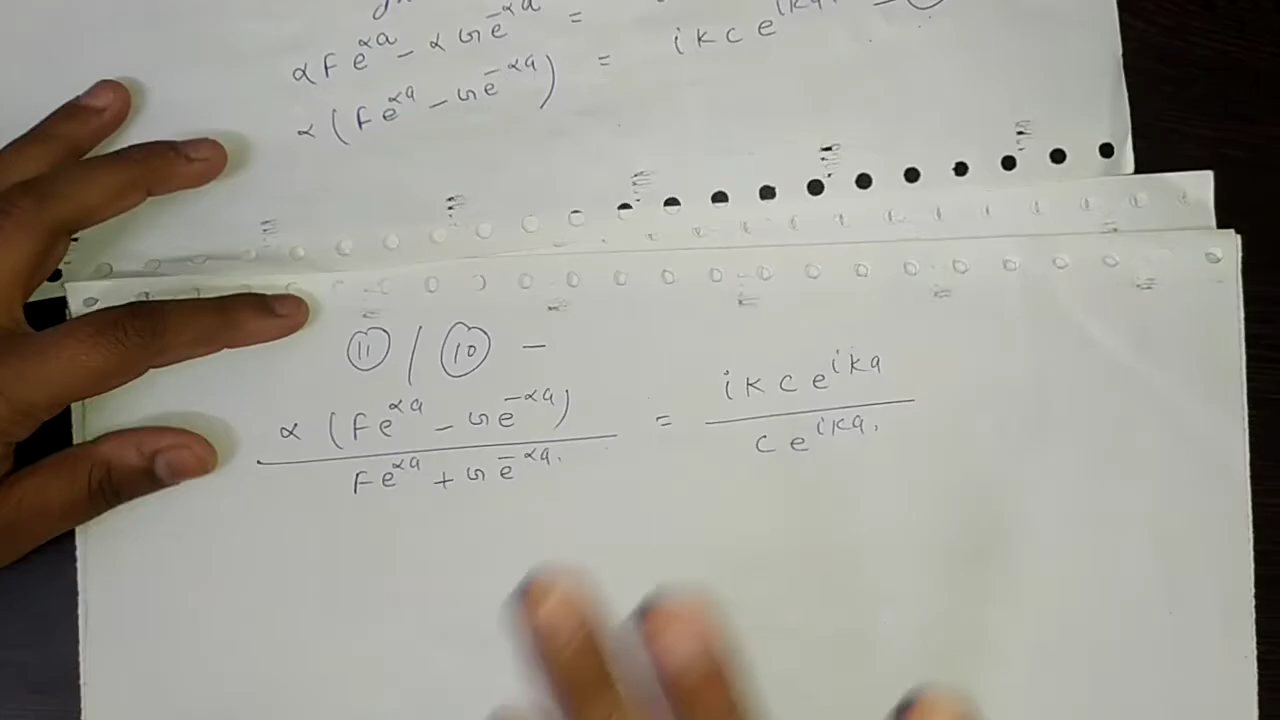 αFe^{αa} - αGe^{-αa} =
α(Fe^{αa} - Ge^{-αa}) = ikCe^{ika}
⑪ / ⑩ -
α(Fe^{αa} - Ge^{-αa}) / Fe^{αa} + Ge^{-αa}. = ikCe^{ika} / Ce^{ika}.